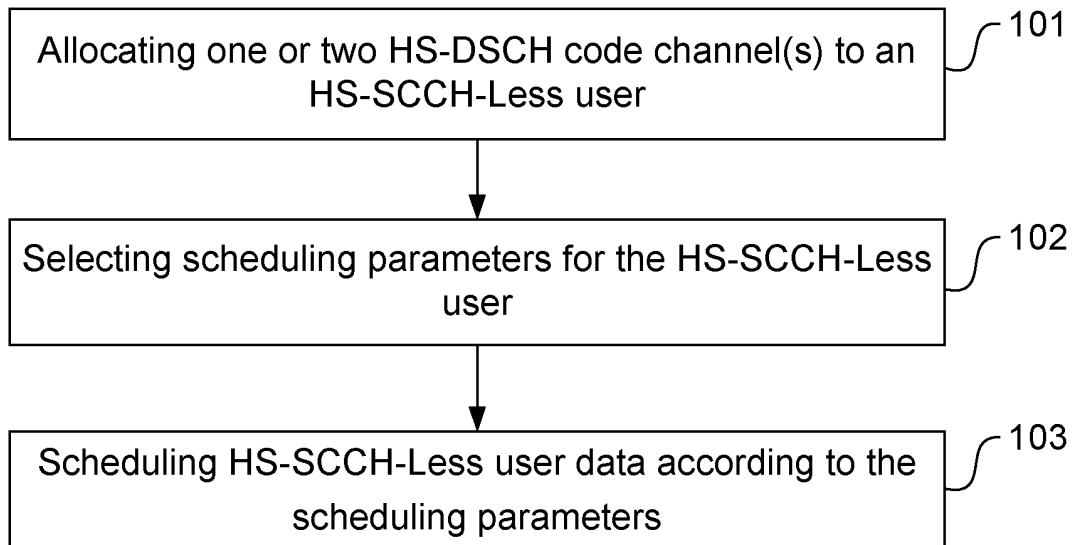 Allocating one or two HS-DSCH code channel(s) to an
HS-SCCH-Less user
101
Selecting scheduling parameters for the HS-SCCH-Less
user
102
Scheduling HS-SCCH-Less user data according to the
scheduling parameters
103